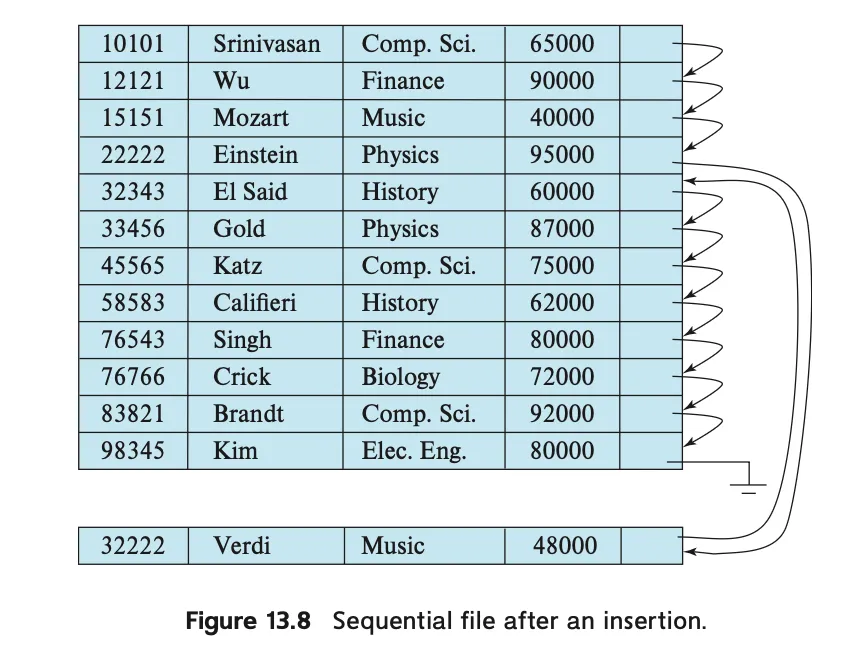 10101 Srinivasan Comp. Sci. 65000
12121 Wu Finance 90000
15151 Mozart Music 40000
22222 Einstein Physics 95000
32343 El Said History 60000
33456 Gold Physics 87000
45565 Katz Comp. Sci. 75000
58583 Califieri History 62000
76543 Singh Finance 80000
76766 Crick Biology 72000
83821 Brandt Comp. Sci. 92000
98345 Kim Elec. Eng. 80000
32222 Verdi Music 48000
Figure 13.8 Sequential file after an insertion.